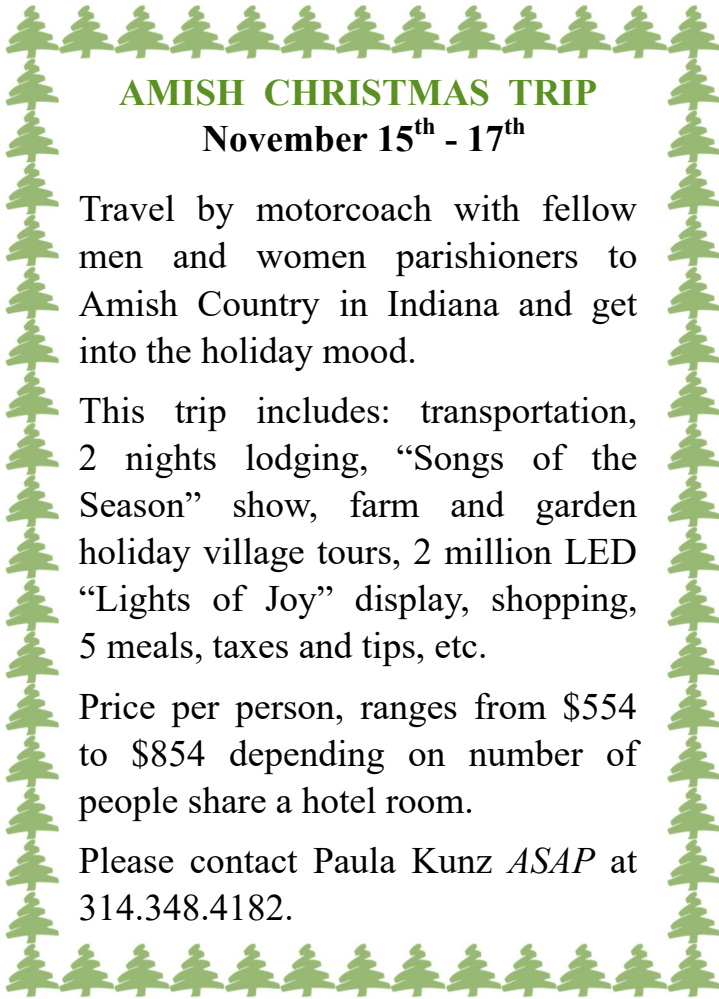 AMISH CHRISTMAS TRIP
November 15th - 17th
Travel by motorcoach with fellow
men and women parishioners to
Amish Country in Indiana and get
into the holiday mood.
This trip includes: transportation,
2 nights lodging, “Songs of the
Season” show, farm and garden
holiday village tours, 2 million LED
“Lights of Joy” display, shopping,
5 meals, taxes and tips, etc.
Price per person, ranges from $554
to $854 depending on number of
people share a hotel room.
Please contact Paula Kunz ASAP at
314.348.4182.